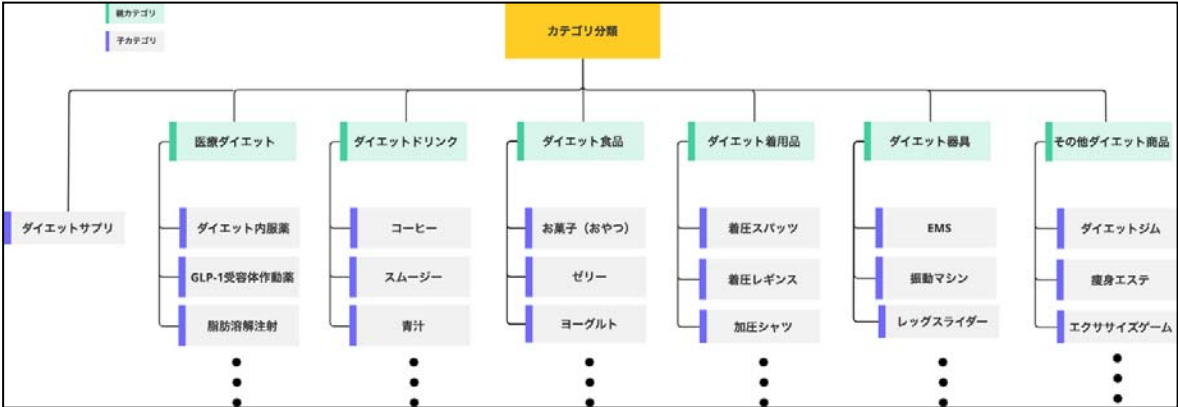 親カテゴリ
子カテゴリ
カテゴリ分類
医療ダイエット
ダイエットドリンク
ダイエット食品
ダイエット着用品
ダイエット器具
その他ダイエット商品
ダイエットサプリ
ダイエット内服薬
コーヒー
お菓子（おやつ）
着圧スパッツ
EMS
ダイエットジム
GLP-1受容体作動薬
スムージー
ゼリー
着圧レギンス
振動マシン
痩身エステ
脂肪溶解注射
青汁
ヨーグルト
加圧シャツ
レッグスライダー
エクササイズゲーム